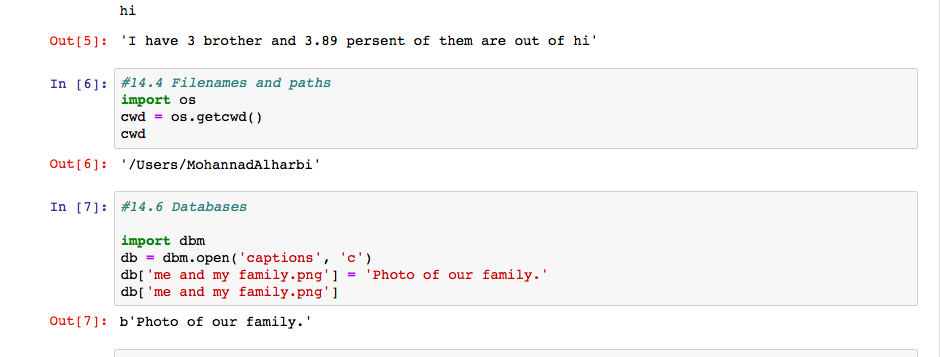 hi
Out[5]: 'I have 3 brother and 3.89 persent of them are out of hi'
In [6]: #14.4 Filenames and paths
import os
cwd = os.getcwd()
cwd
Out[6]: '/Users/MohannadAlharbi'
In [7]: #14.6 Databases
import dbm
db = dbm.open('captions', 'c')
db['me and my family.png'] = 'Photo of our family.'
db['me and my family.png']
Out[7]: b'Photo of our family.'